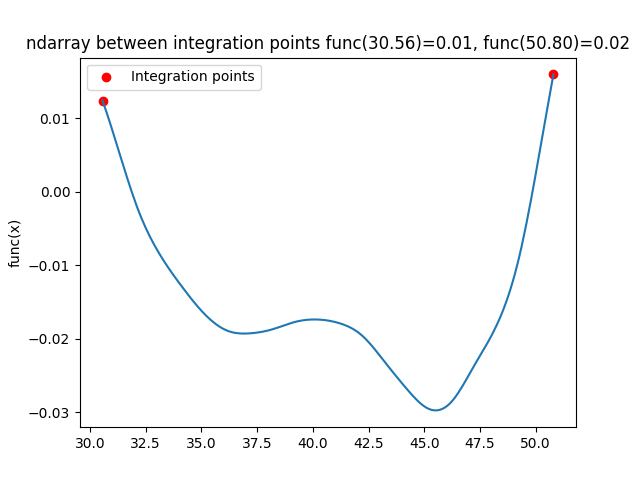 ndarray between integration points func(30.56)=0.01, func(50.80)=0.02
Integration points
func(x)
0.01
0.00
−0.01
−0.02
−0.03
30.0 32.5 35.0 37.5 40.0 42.5 45.0 47.5 50.0